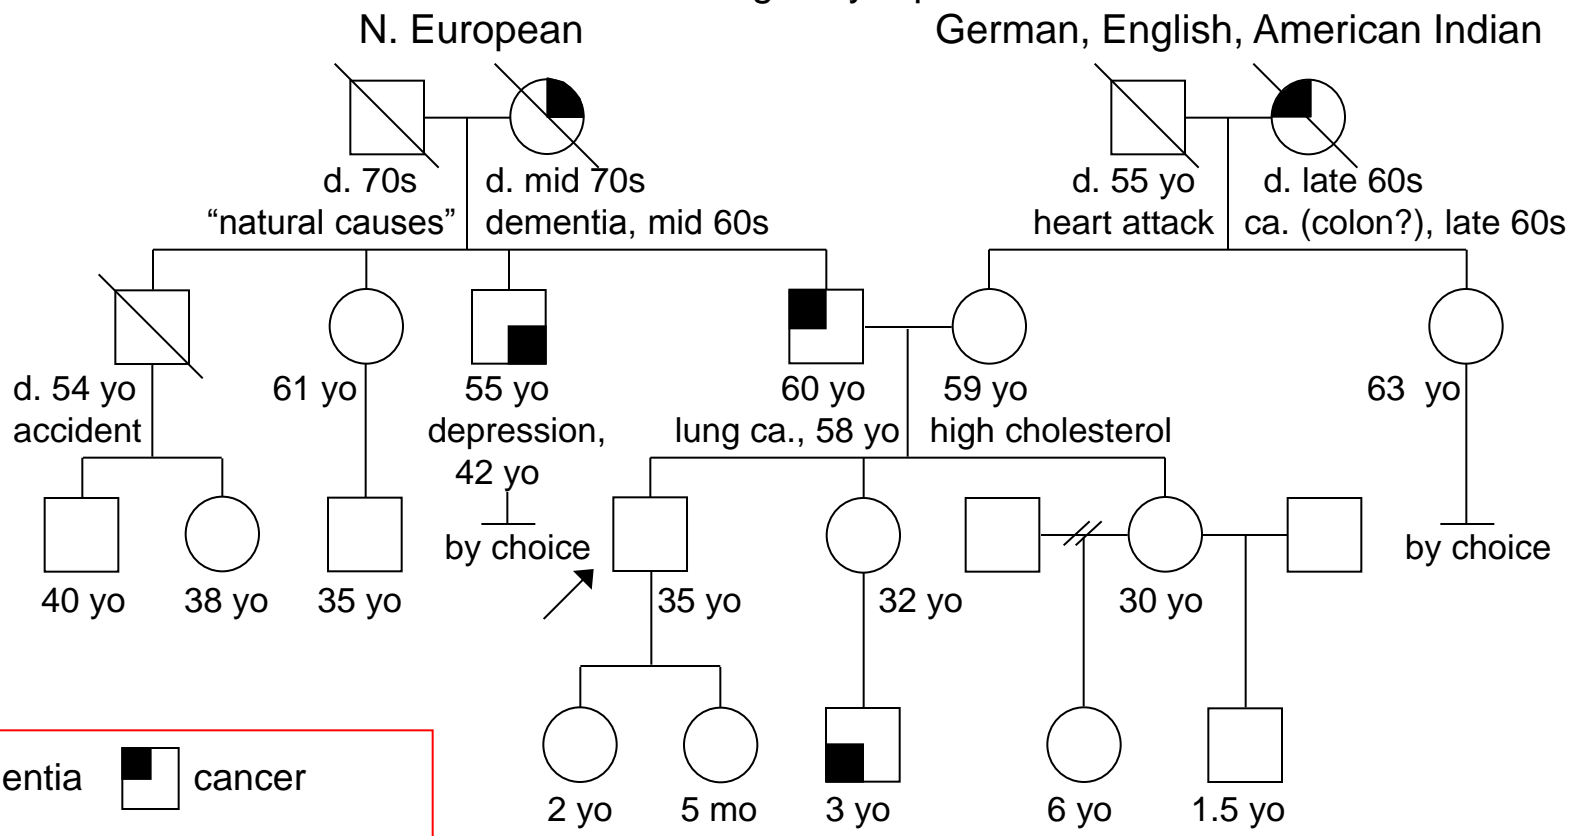 N. European
German, English, American Indian
d. 70s
"natural causes"
d. mid 70s
dementia, mid 60s
d. 55 yo
heart attack
d. late 60s
ca. (colon?), late 60s
d. 54 yo
accident
61 yo
55 yo
depression,
42 yo
by choice
60 yo
lung ca., 58 yo
59 yo
high cholesterol
63 yo
by choice
40 yo
38 yo
35 yo
35 yo
32 yo
30 yo
2 yo
5 mo
3 yo
6 yo
1.5 yo
entia
cancer